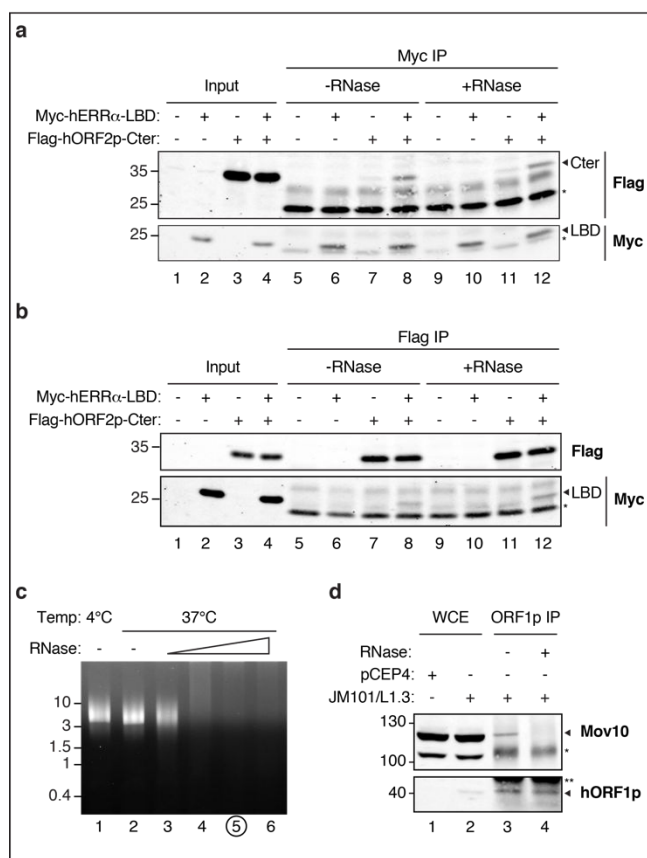 a
Myc IP
Input -RNase +RNase
Myc-hERRα-LBD: - + - + - + - + - + - +
Flag-hORF2p-Cter: - - + + - - + + - - + +
35
25
Cter
*
Flag
25
LBD
*
Myc
1 2 3 4 5 6 7 8 9 10 11 12
b
Flag IP
Input -RNase +RNase
Myc-hERRα-LBD: - + - + - + - + - + - +
Flag-hORF2p-Cter: - - + + - - + + - - + +
35
Flag
25
LBD
*
Myc
1 2 3 4 5 6 7 8 9 10 11 12
c
Temp: 4°C 37°C
RNase: - -
10
3
1.5
1
0.4
1 2 3 4 5 6
d
WCE ORF1p IP
RNase: - +
pCEP4 + - - -
JM101/L1.3: - + + +
130
100
Mov10
*
40
**
hORF1p
1 2 3 4